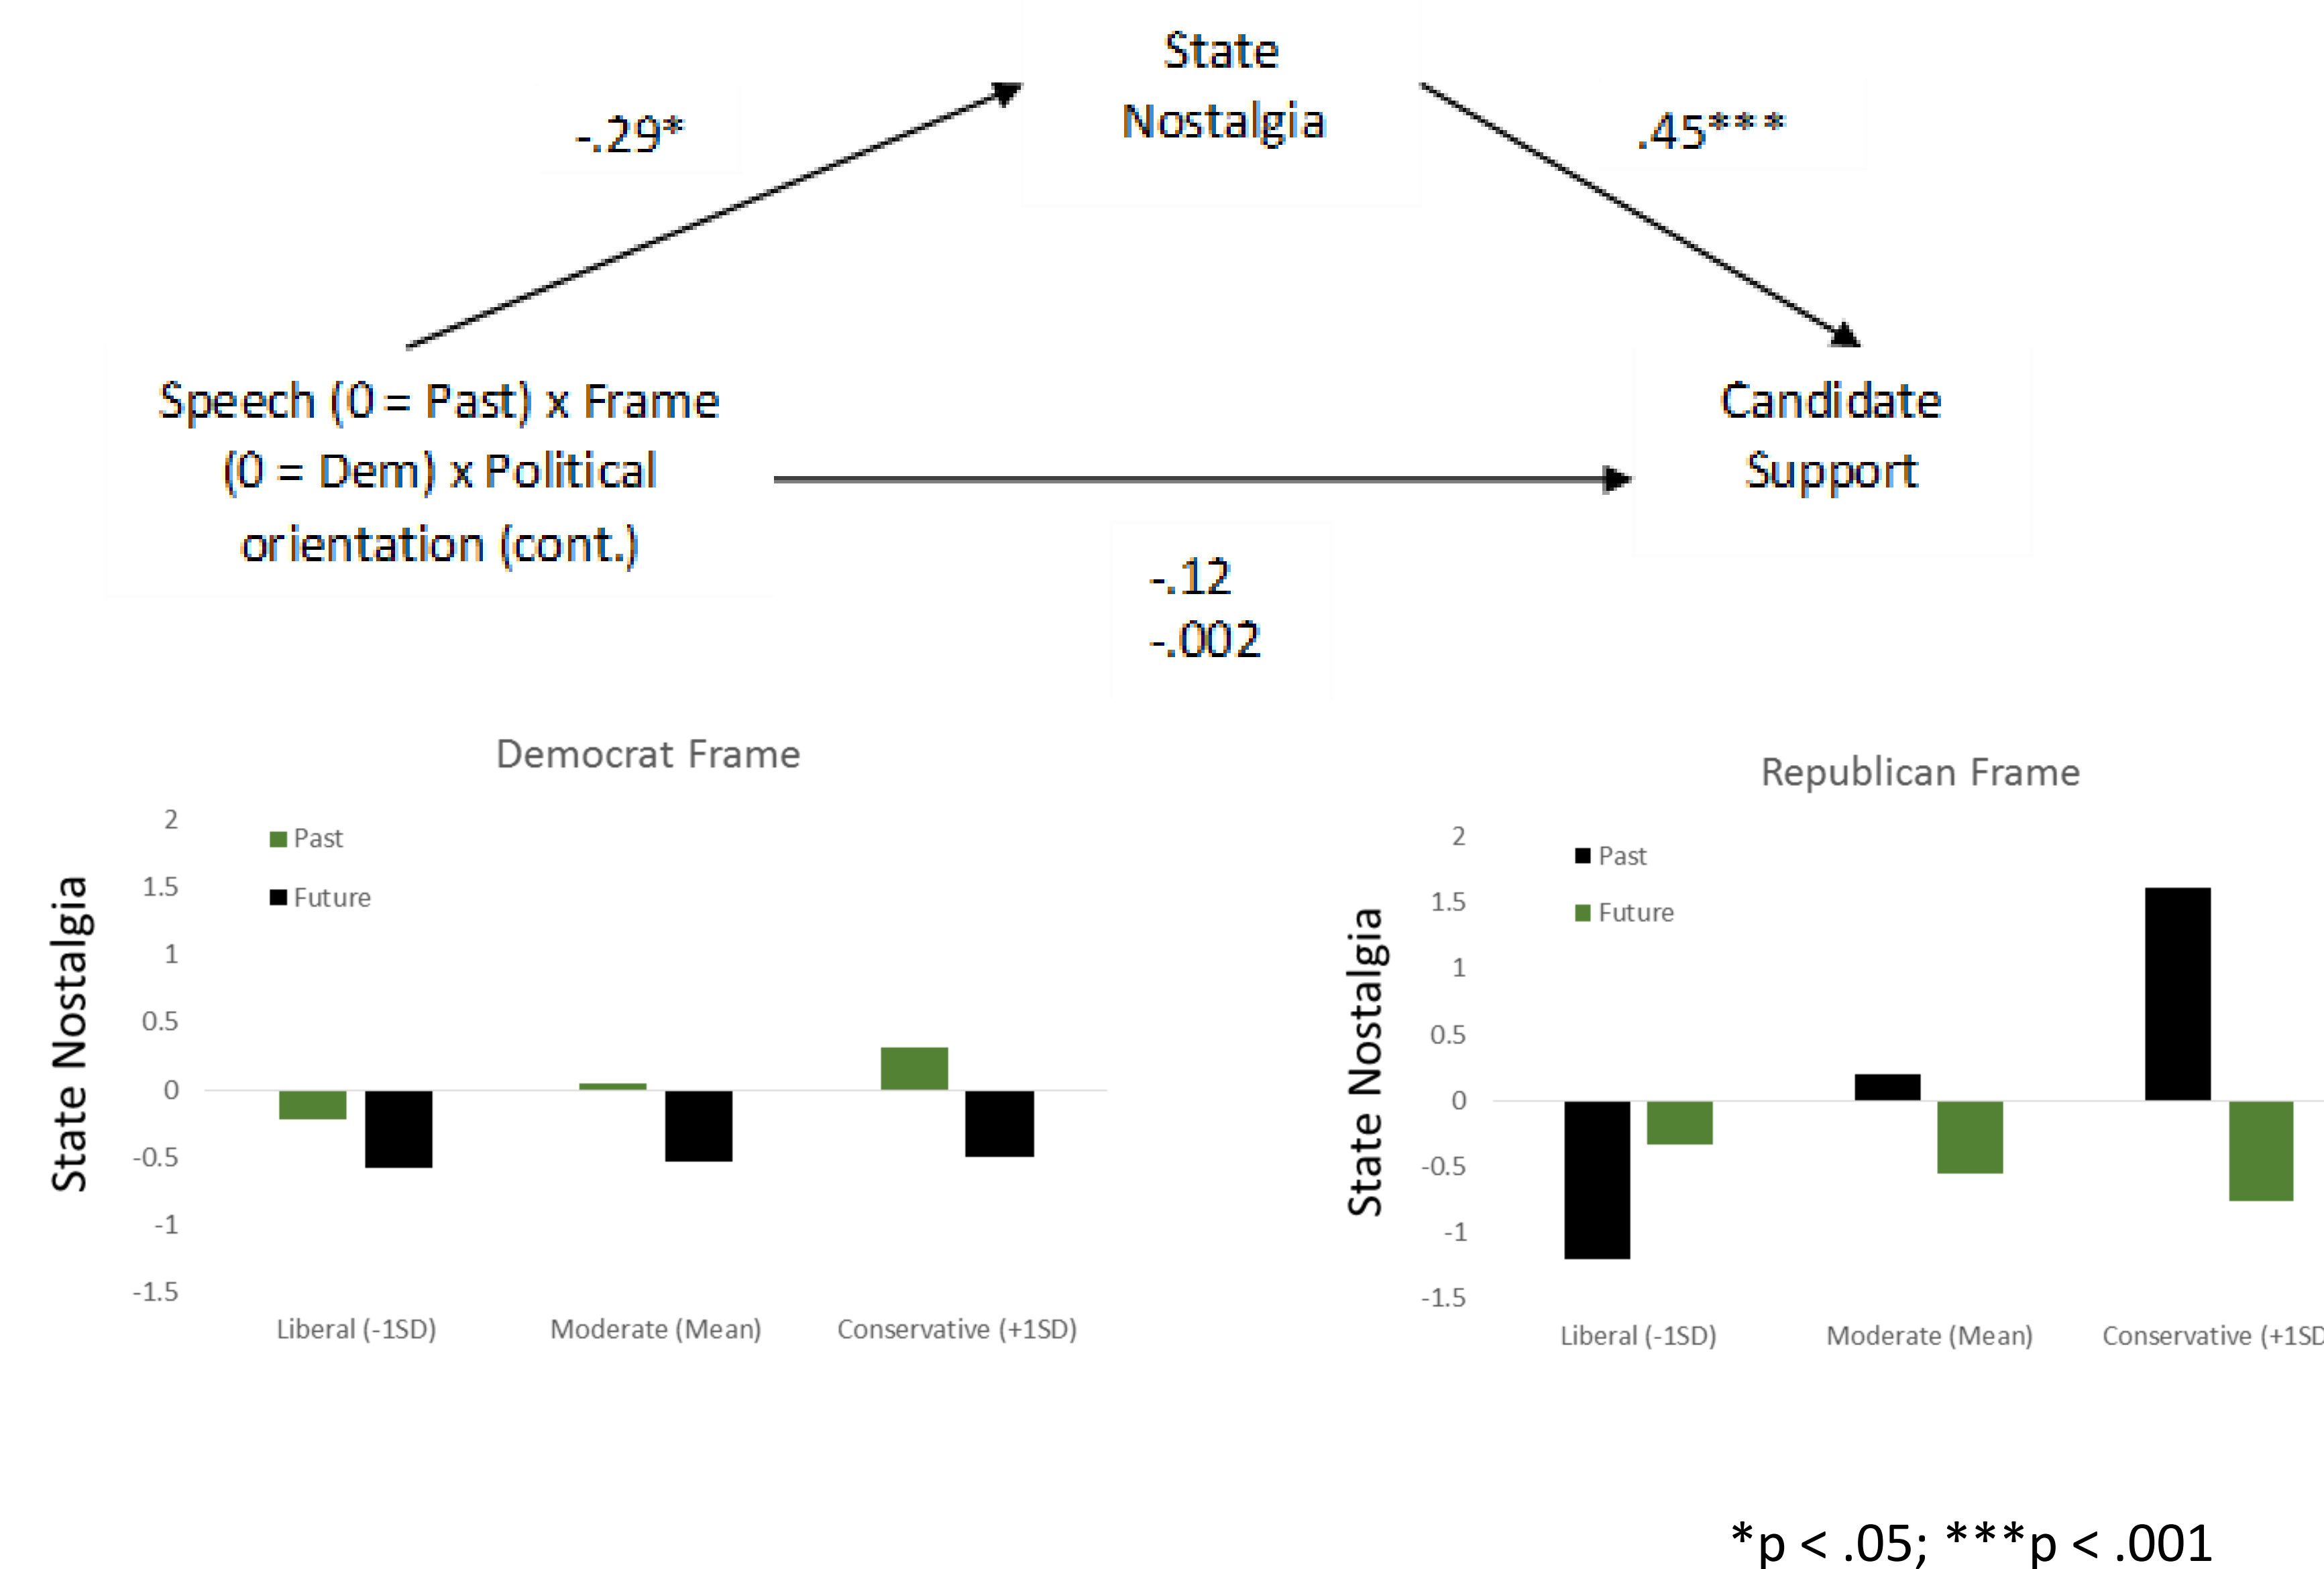 State
Nostalgia
-.29*
.45***
Speech (0 = Past) x Frame
(0 = Dem) x Political
orientation (cont.)
Candidate
Support
-.12
-.002
Democrat Frame
State Nostalgia
2
1.5
1
0.5
0
-0.5
-1
-1.5
Past
Future
Liberal (-1SD)
Moderate (Mean)
Conservative (+1SD)
Republican Frame
State Nostalgia
2
1.5
1
0.5
0
-0.5
-1
-1.5
Past
Future
Liberal (-1SD)
Moderate (Mean)
Conservative (+1SD
*p < .05; ***p < .001